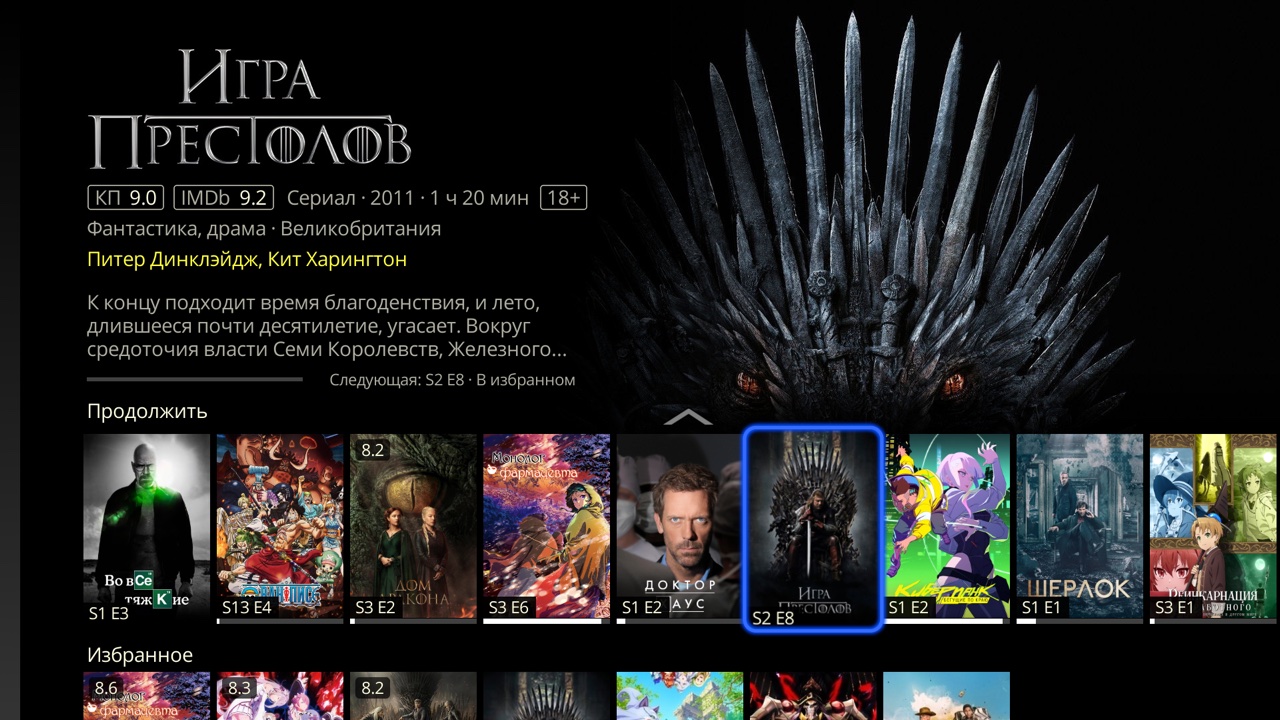 ИГРА
ПРЕСТОЛОВ
КП 9.0 IMDb 9.2 Сериал · 2011 · 1 ч 20 мин 18+
Фантастика, драма · Великобритания
Питер Динклэйдж, Кит Харингтон
К концу подходит время благоденствия, и лето,
длившееся почти десятилетие, угасает. Вокруг
средоточия власти Семи Королевств, Железного...
Следующая: S2 E8 · В избранном
Продолжить
Во все
тяжкие
S1 E3
S13 E4
8.2
ДОМ
S3 E2
Монолог
фармацевта
S3 E6
ДОКТОР
S1 E2
ИГРА
ПРЕСТОЛОВ
S2 E8
Киберпанк
S1 E2
ШЕРЛОК
S1 E1
S3 E1
Избранное
8.6
Монолог
фармацевта
8.3
8.2